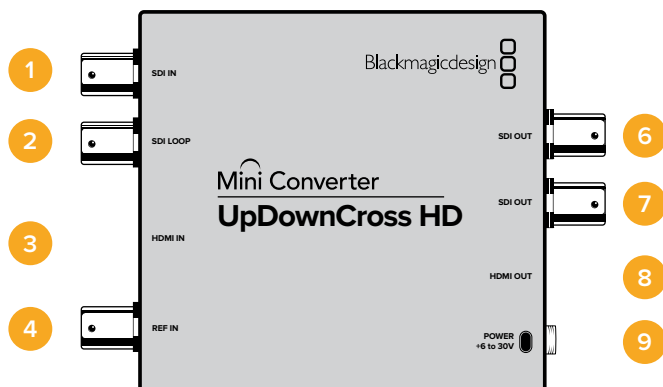 1
SDI IN
Blackmagicdesign
2
SDI LOOP
SDI OUT
6
Mini Converter
UpDownCross HD
SDI OUT
7
3
HDMI IN
HDMI OUT
8
4
REF IN
POWER
+6 to 30V
9